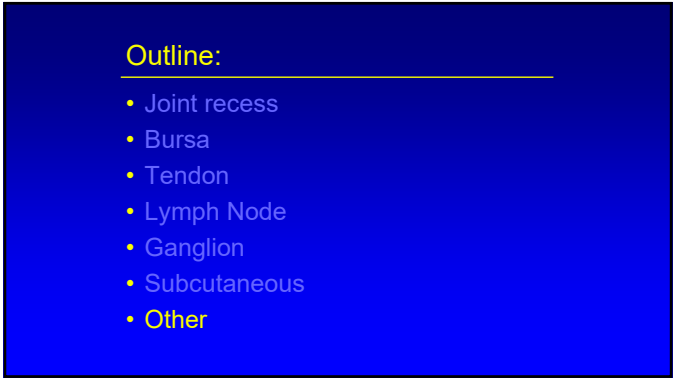 Outline:
• Joint recess
• Bursa
• Tendon
• Lymph Node
• Ganglion
• Subcutaneous
• Other